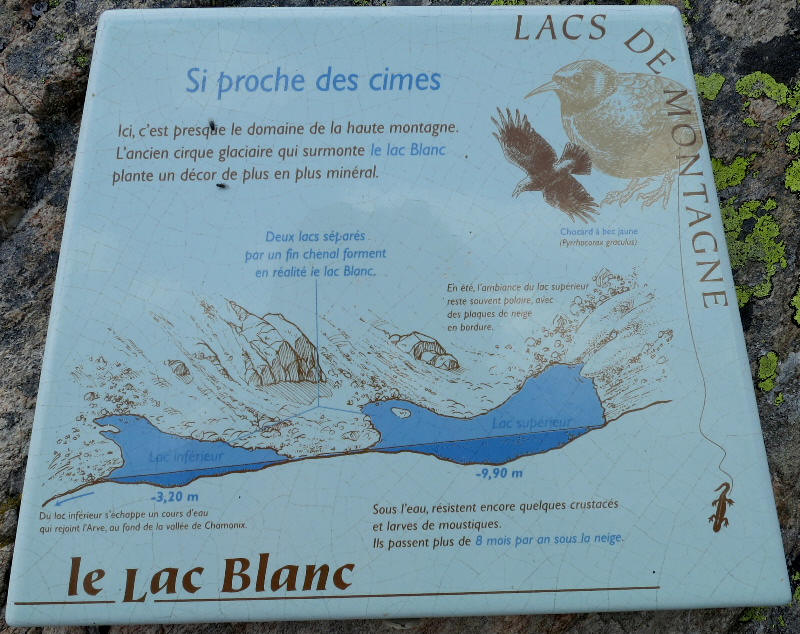 LACS DE MONTAGNE
Si proche des cimes
Ici, c'est presque le domaine de la haute montagne.
L'ancien cirque glaciaire qui surmonte le lac Blanc
plante un décor de plus en plus minéral.
Chocard à bec jaune
(Pyrrhocorax graculus)
Deux lacs séparés
par un fin chenal forment
en réalité le lac Blanc.
En été, l'ambiance du lac supérieur
reste souvent polaire, avec
des plaques de neige
en bordure.
Lac supérieur
Lac inférieur
-9,90 m
-3,20 m
Du lac inférieur s'échappe un cours d'eau
qui rejoint l'Arve, au fond de la vallée de Chamonix.
Sous l'eau, résistent encore quelques crustacés
et larves de moustiques.
Ils passent plus de 8 mois par an sous la neige.
le Lac Blanc